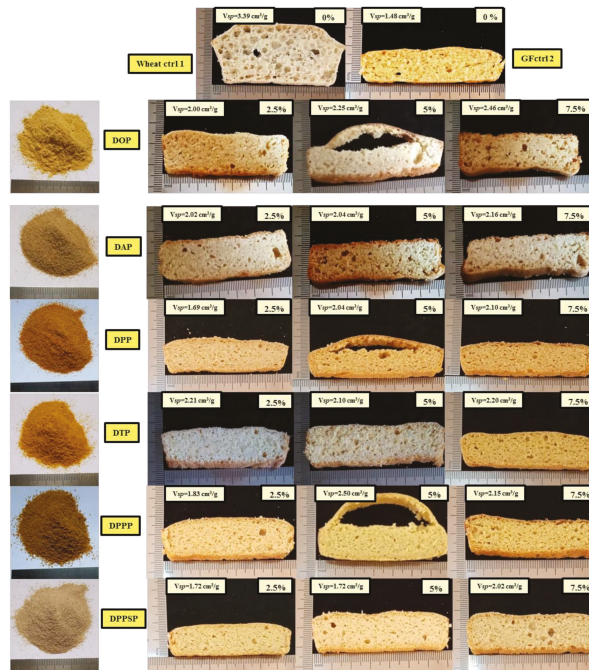 Vsp=3.39 cm³/g 0% Vsp=1.48 cm³/g 0 %
Wheat ctrl1 GFctrl2
DOP Vsp=2.00 cm³/g 2.5% Vsp=2.25 cm³/g 5% Vsp=2.46 cm³/g 7.5%
DAP Vsp=2.02 cm³/g 2.5% Vsp=2.04 cm³/g 5% Vsp=2.16 cm³/g 7.5%
DPP Vsp=1.69 cm³/g 2.5% Vsp=2.04 cm³/g 5% Vsp=2.10 cm³/g 7.5%
DTP Vsp=2.21 cm³/g 2.5% Vsp=2.10 cm³/g 5% Vsp=2.20 cm³/g 7.5%
DPPP Vsp=1.83 cm³/g 2.5% Vsp=2.50 cm³/g 5% Vsp=2.15 cm³/g 7.5%
DPPSP Vsp=1.72 cm³/g 2.5% Vsp=1.72 cm³/g 5% Vsp=2.02 cm³/g 7.5%